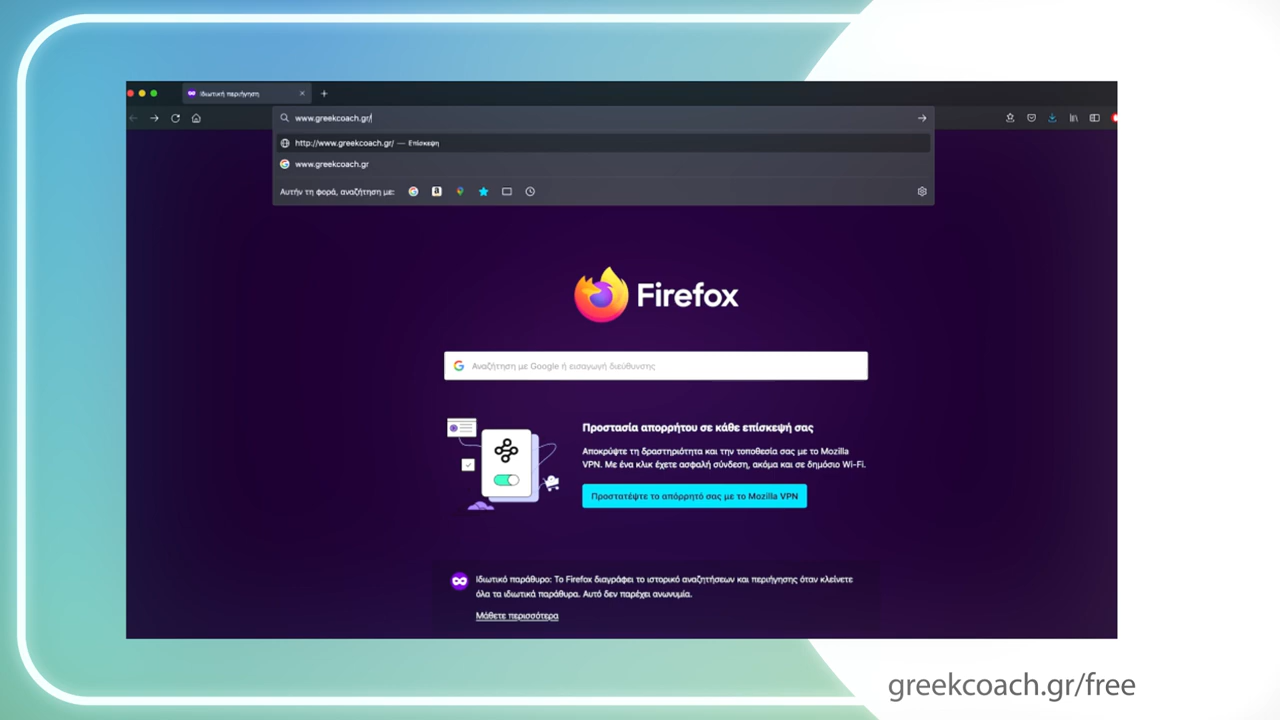 Ιδιωτική περιήγηση
www.greekcoach.gr/
http://www.greekcoach.gr/ — Επίσκεψη
www.greekcoach.gr
Αυτήν τη φορά, αναζήτηση με:
Firefox
Αναζήτηση με Google ή εισαγωγή διεύθυνσης
Προστασία απορρήτου σε κάθε επίσκεψή σας
Αποκρύψτε τη δραστηριότητα και την τοποθεσία σας με το Mozilla
VPN. Με ένα κλικ έχετε ασφαλή σύνδεση, ακόμα και σε δημόσιο Wi-Fi.
Προστατέψτε το απόρρητό σας με το Mozilla VPN
Ιδιωτικό παράθυρο: Το Firefox διαγράφει το ιστορικό αναζητήσεων και περιήγησης όταν κλείνετε
όλα τα ιδιωτικά παράθυρα. Αυτό δεν παρέχει ανωνυμία.
Μάθετε περισσότερα
greekcoach.gr/free